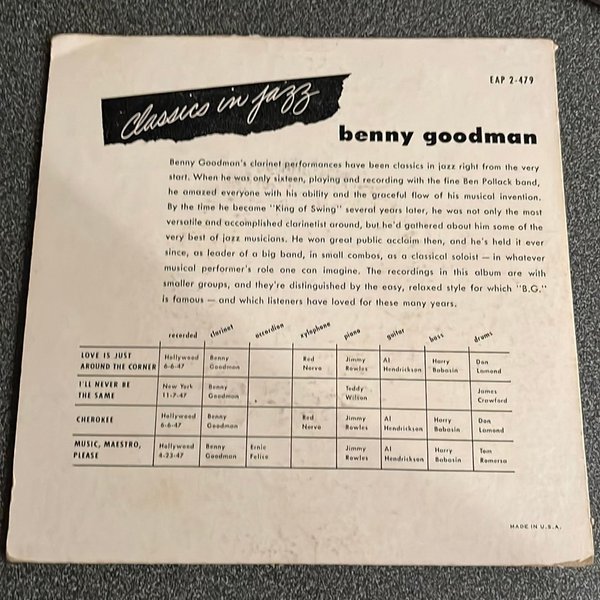 EAP 2-479
Classics in jazz
benny goodman
Benny Goodman's clarinet performances have been classics in jazz right from the very
start. When he was only sixteen, playing and recording with the fine Ben Pollack band,
he amazed everyone with his ability and the graceful flow of his musical invention.
By the time he became "King of Swing" several years later, he was not only the most
versatile and accomplished clarinetist around, but he'd gathered about him some of the
very best of jazz musicians. He won great public acclaim then, and he's held it ever
since, as leader of a big band, in small combos, as a classical soloist — in whatever
musical performer's role one can imagine. The recordings in this album are with
smaller groups, and they're distinguished by the easy, relaxed style for which "B.G."
is famous — and which listeners have loved for these many years.
recorded clarinet accordion xylophone piano guitar bass drums
LOVE IS JUST Hollywood Benny Red Jimmy Al Harry Don
AROUND THE CORNER 6-6-47 Goodman Norvo Rowles Hendrickson Babasin Lamond
I'LL NEVER BE New York Benny Teddy James
THE SAME 11-7-47 Goodman Wilson Crawford
CHEROKEE Hollywood Benny Red Jimmy Al Harry Don
6-6-47 Goodman Norvo Rowles Hendrickson Babasin Lamond
MUSIC, MAESTRO, Hollywood Benny Ernie Jimmy Al Harry Tom
PLEASE 4-23-47 Goodman Felice Rowles Hendrickson Babasin Romersa
MADE IN U.S.A.